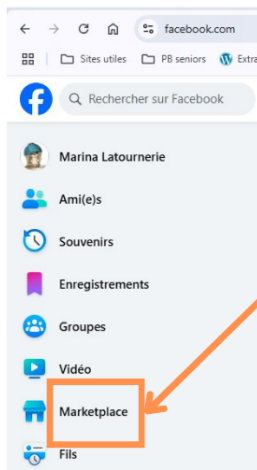 facebook.com
Sites utiles PB seniors Extra
Rechercher sur Facebook
Marina Latournerie
Ami(e)s
Souvenirs
Enregistrements
Groupes
Vidéo
Marketplace
Fils